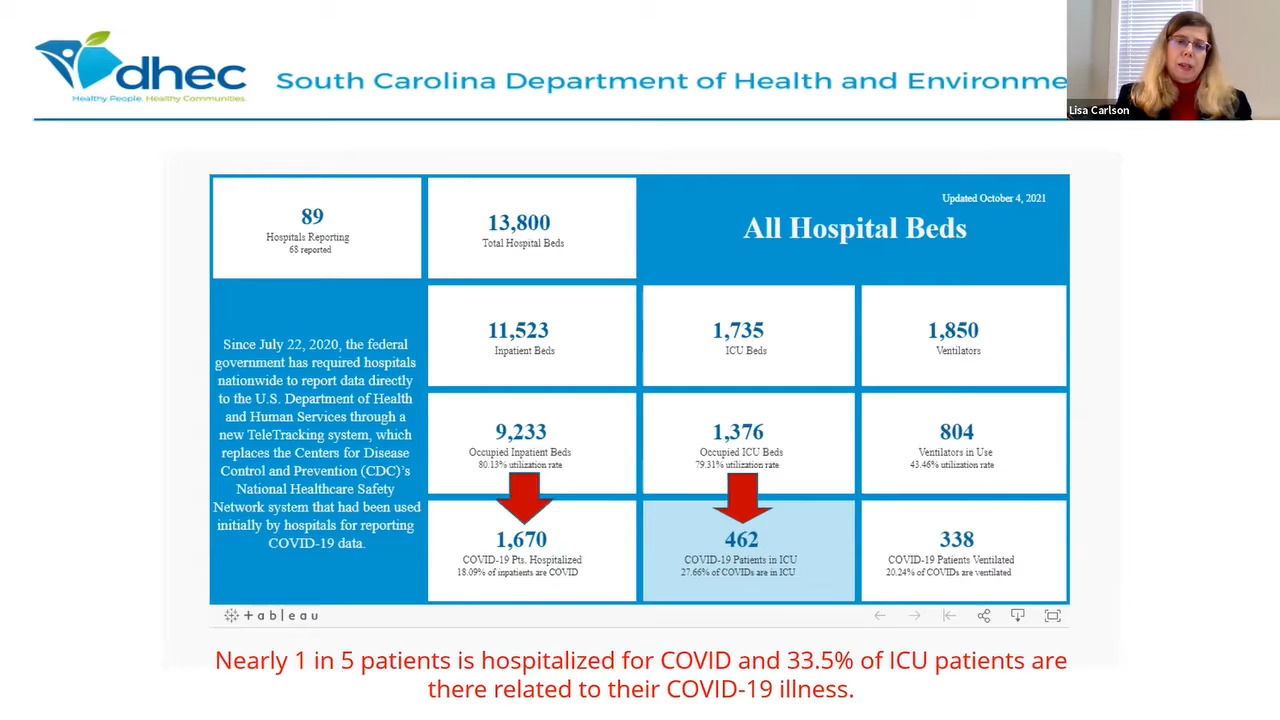 dhec
Healthy People. Healthy Communities.
South Carolina Department of Health and Environme
Lisa Carlson
89
Hospitals Reporting
68 reported
13,800
Total Hospital Beds
Updated October 4, 2021
All Hospital Beds
Since July 22, 2020, the federal
government has required hospitals
nationwide to report data directly
to the U.S. Department of Health
and Human Services through a
new TeleTracking system, which
replaces the Centers for Disease
Control and Prevention (CDC)'s
National Healthcare Safety
Network system that had been used
initially by hospitals for reporting
COVID-19 data.
11,523
Inpatient Beds
1,735
ICU Beds
1,850
Ventilators
9,233
Occupied Inpatient Beds
80.13% utilization rate
1,376
Occupied ICU Beds
79.31% utilization rate
804
Ventilators in Use
43.46% utilization rate
1,670
COVID-19 Pts. Hospitalized
18.09% of inpatients are COVID
462
COVID-19 Patients in ICU
27.66% of COVIDs are in ICU
338
COVID-19 Patients Ventilated
20.24% of COVIDs are ventilated
+ableau
Nearly 1 in 5 patients is hospitalized for COVID and 33.5% of ICU patients are
there related to their COVID-19 illness.